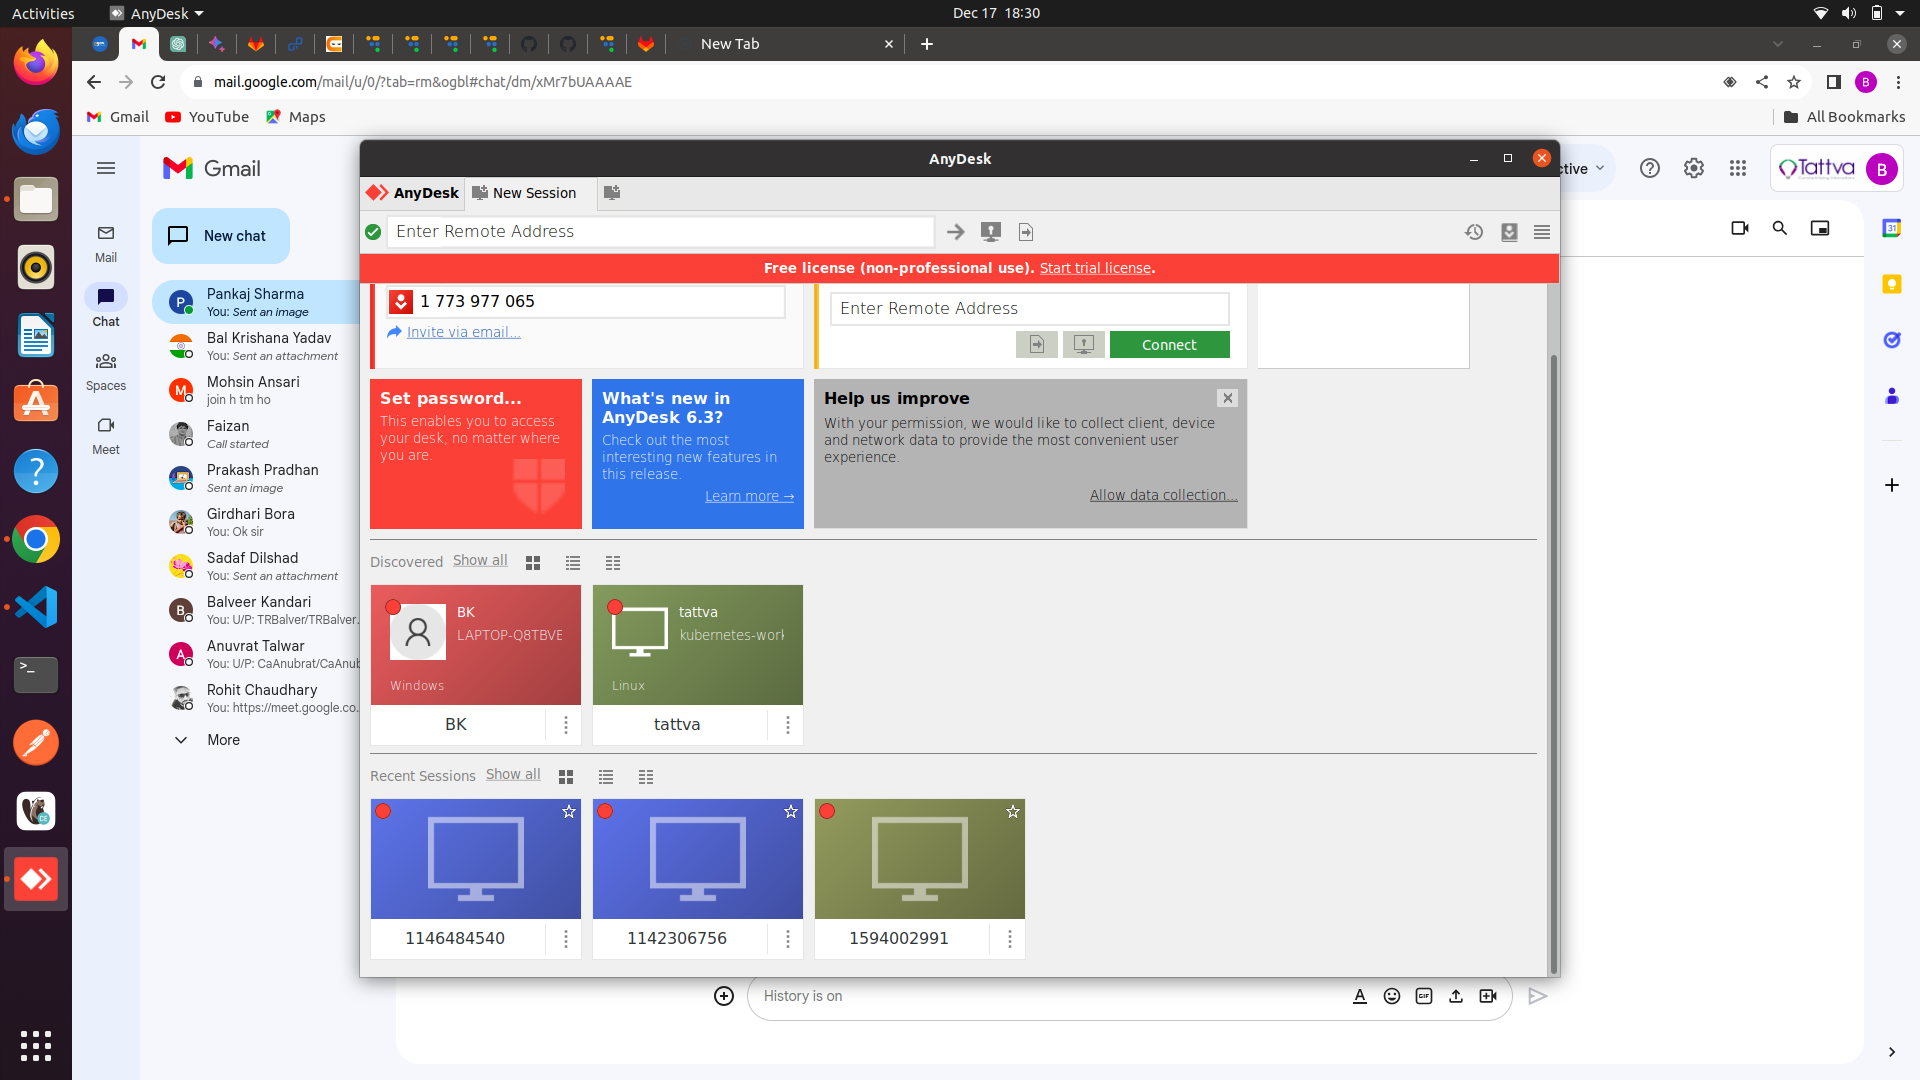 Activities
AnyDesk
Dec 17 18:30
New Tab
mail.google.com/mail/u/0/?tab=rm&ogbl#chat/dm/xMr7bUAAAAE
B
Gmail
YouTube
Maps
All Bookmarks
Gmail
Mail
Chat
Spaces
Meet
New chat
P
Pankaj Sharma
You: Sent an image
Bal Krishana Yadav
You: Sent an attachment
M
Mohsin Ansari
join h tm ho
Faizan
Call started
Prakash Pradhan
Sent an image
Girdhari Bora
You: Ok sir
Sadaf Dilshad
You: Sent an attachment
B
Balveer Kandari
You: U/P: TRBalver/TRBalver...
A
Anuvrat Talwar
You: U/P: CaAnubrat/CaAnub
Rohit Chaudhary
You: https://meet.google.co...
More
AnyDesk
AnyDesk
New Session
Enter Remote Address
Free license (non-professional use). Start trial license.
1 773 977 065
Invite via email...
Enter Remote Address
Connect
Set password...
This enables you to access
your desk, no matter where
you are.
What's new in
AnyDesk 6.3?
Check out the most
interesting new features in
this release.
Learn more →
Help us improve
With your permission, we would like to collect client, device
and network data to provide the most convenient user
experience.
Allow data collection...
Discovered
Show all
BK
LAPTOP-Q8TBVE
Windows
BK
tattva
kubernetes-work
Linux
tattva
Recent Sessions
Show all
1146484540
1142306756
1594002991
ctive
Tattva
B
31
History is on
GIF